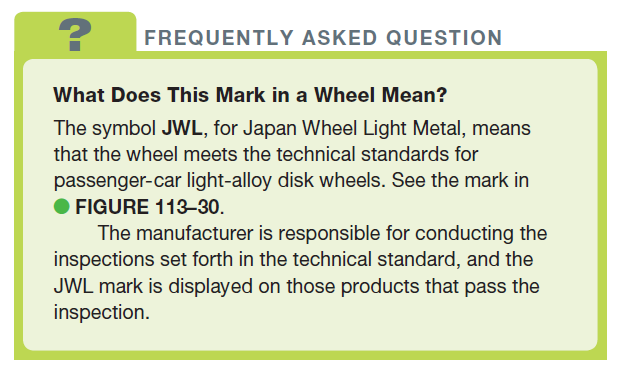 ?
FREQUENTLY ASKED QUESTION
What Does This Mark in a Wheel Mean?
The symbol JWL, for Japan Wheel Light Metal, means
that the wheel meets the technical standards for
passenger-car light-alloy disk wheels. See the mark in
● FIGURE 113–30.
The manufacturer is responsible for conducting the
inspections set forth in the technical standard, and the
JWL mark is displayed on those products that pass the
inspection.